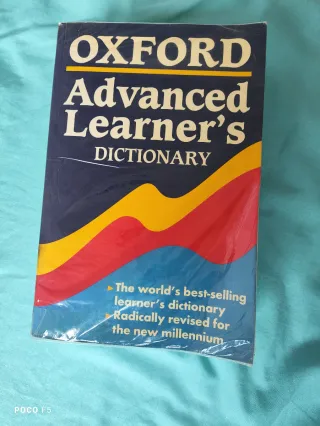 OXFORD
Advanced
Learner's
DICTIONARY
▸ The world's best-selling
learner's dictionary
▸ Radically revised for
the new millennium
POCO F5